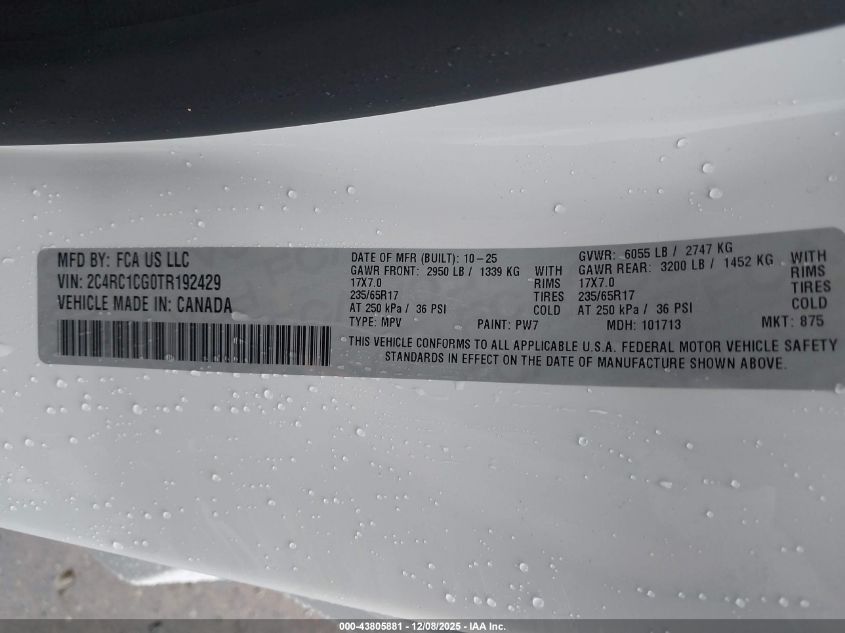 MFD BY: FCA US LLC
VIN: 2C4RC1CG0TR192429
VEHICLE MADE IN: CANADA
DATE OF MFR (BUILT): 10-25
GAWR FRONT: 2950 LB / 1339 KG WITH
17X7.0 RIMS
235/65R17 TIRES
AT 250 kPa / 36 PSI COLD
GVWR: 6055 LB / 2747 KG
GAWR REAR: 3200 LB / 1452 KG WITH
17X7.0 RIMS
235/65R17 TIRES
AT 250 kPa / 36 PSI COLD
TYPE: MPV PAINT: PW7 MDH: 101713 MKT: 875
THIS VEHICLE CONFORMS TO ALL APPLICABLE U.S.A. FEDERAL MOTOR VEHICLE SAFETY
STANDARDS IN EFFECT ON THE DATE OF MANUFACTURE SHOWN ABOVE.
000-43805881 - 12/08/2025 - IAA Inc.